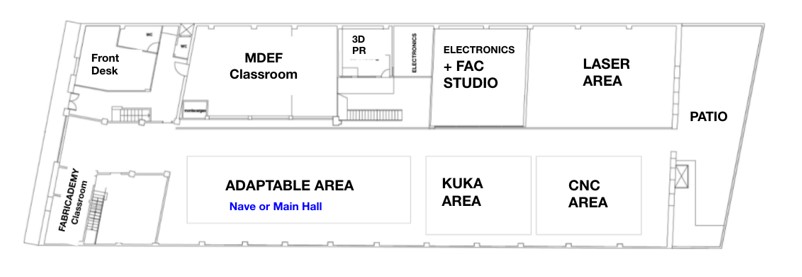 Front
Desk
WC
WC
MDEF
Classroom
montacargas
3D
PR
ELECTRONICS
ELECTRONICS
+ FAC
STUDIO
LASER
AREA
PATIO
FABRICADEMY
Classroom
ADAPTABLE AREA
Nave or Main Hall
KUKA
AREA
CNC
AREA